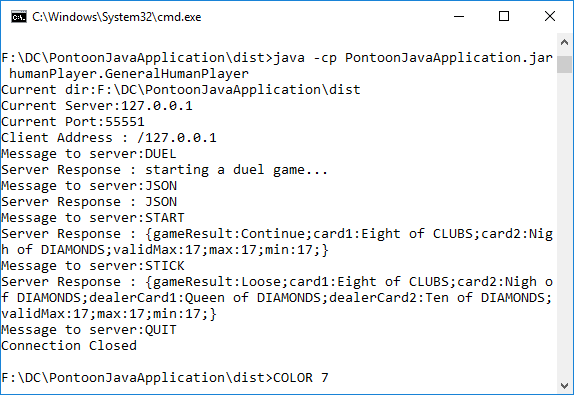 C:\Windows\System32\cmd.exe
F:\DC\PontoonJavaApplication\dist>java -cp PontoonJavaApplication.jar
 humanPlayer.GeneralHumanPlayer
Current dir:F:\DC\PontoonJavaApplication\dist
Current Server:127.0.0.1
Current Port:55551
Client Address : /127.0.0.1
Message to server:DUEL
Server Response : starting a duel game...
Message to server:JSON
Server Response : JSON
Message to server:START
Server Response : {gameResult:Continue;card1:Eight of CLUBS;card2:Nig
h of DIAMONDS;validMax:17;max:17;min:17;}
Message to server:STICK
Server Response : {gameResult:Loose;card1:Eight of CLUBS;card2:Nigh o
f DIAMONDS;dealerCard1:Queen of DIAMONDS;dealerCard2:Ten of DIAMONDS;
validMax:17;max:17;min:17;}
Message to server:QUIT
Connection Closed
F:\DC\PontoonJavaApplication\dist>COLOR 7